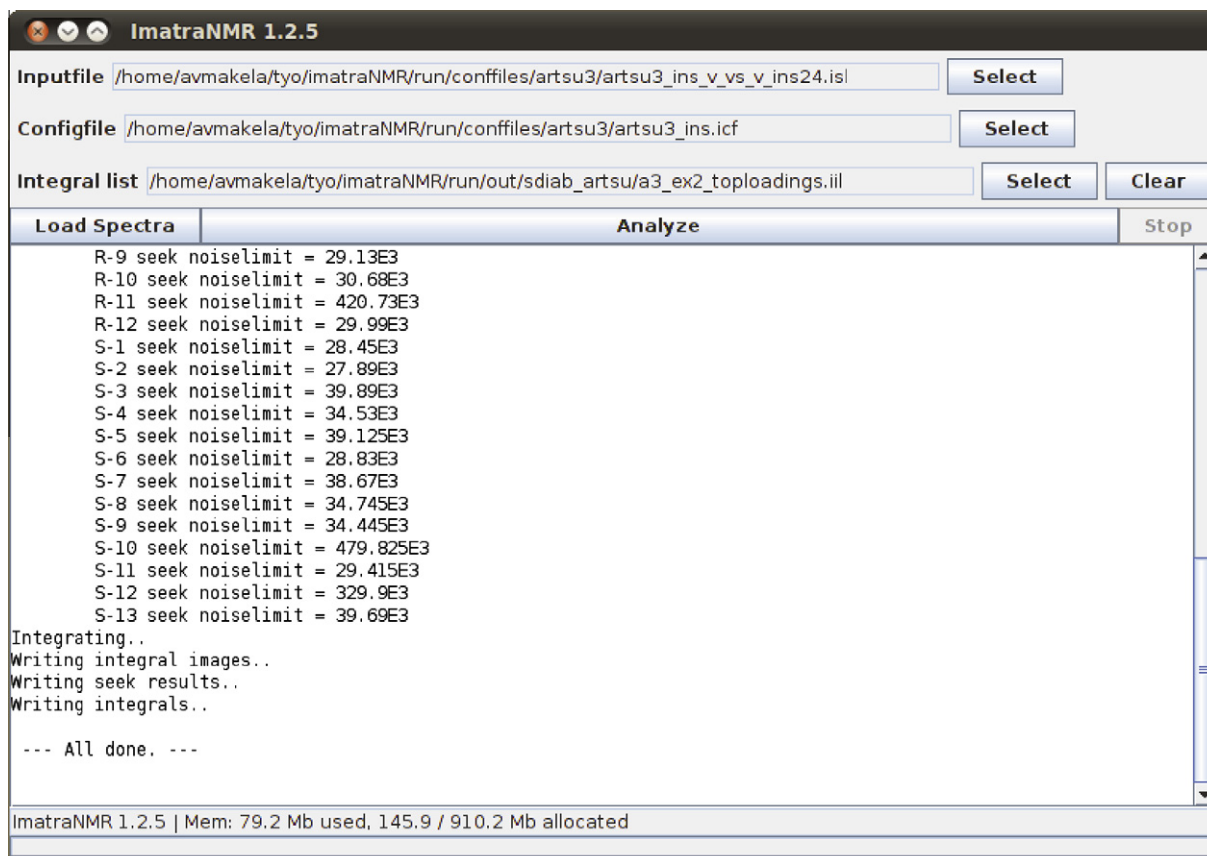 ImatraNMR 1.2.5
Inputfile /home/avmakela/tyo/imatraNMR/run/conffiles/artsu3/artsu3_ins_v_vs_v_ins24.isl Select
Configfile /home/avmakela/tyo/imatraNMR/run/conffiles/artsu3/artsu3_ins.icf Select
Integral list /home/avmakela/tyo/imatraNMR/run/out/sdiab_artsu/a3_ex2_toploadings.iil Select Clear
Load Spectra Analyze Stop
R-9 seek noiselimit = 29.13E3
R-10 seek noiselimit = 30.68E3
R-11 seek noiselimit = 420.73E3
R-12 seek noiselimit = 29.99E3
S-1 seek noiselimit = 28.45E3
S-2 seek noiselimit = 27.89E3
S-3 seek noiselimit = 39.89E3
S-4 seek noiselimit = 34.53E3
S-5 seek noiselimit = 39.125E3
S-6 seek noiselimit = 28.83E3
S-7 seek noiselimit = 38.67E3
S-8 seek noiselimit = 34.745E3
S-9 seek noiselimit = 34.445E3
S-10 seek noiselimit = 479.825E3
S-11 seek noiselimit = 29.415E3
S-12 seek noiselimit = 329.9E3
S-13 seek noiselimit = 39.69E3
Integrating..
Writing integral images..
Writing seek results..
Writing integrals..
--- All done. ---
ImatraNMR 1.2.5 | Mem: 79.2 Mb used, 145.9 / 910.2 Mb allocated